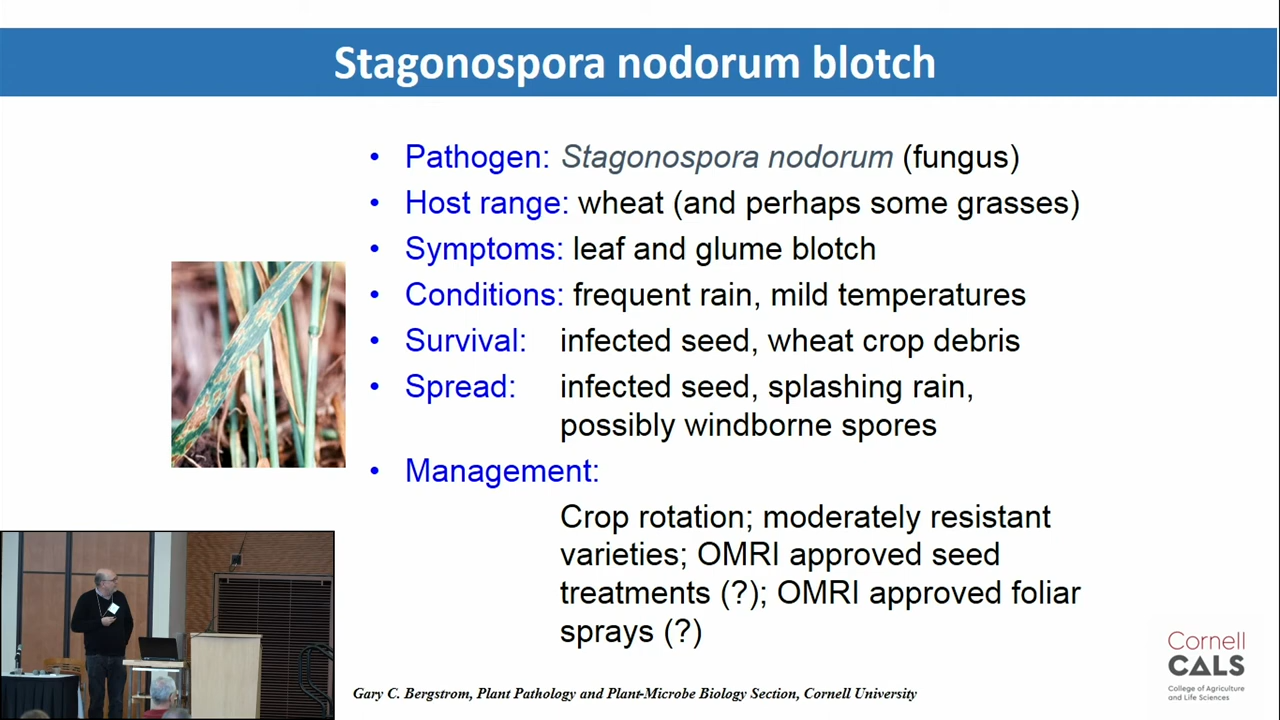 Stagonospora nodorum blotch
• Pathogen: Stagonospora nodorum (fungus)
• Host range: wheat (and perhaps some grasses)
• Symptoms: leaf and glume blotch
• Conditions: frequent rain, mild temperatures
• Survival: infected seed, wheat crop debris
• Spread: infected seed, splashing rain,
possibly windborne spores
• Management:
Crop rotation; moderately resistant
varieties; OMRI approved seed
treatments (?); OMRI approved foliar
sprays (?)
Gary C. Bergstrom, Plant Pathology and Plant-Microbe Biology Section, Cornell University
Cornell
CALS
College of Agriculture
and Life Sciences